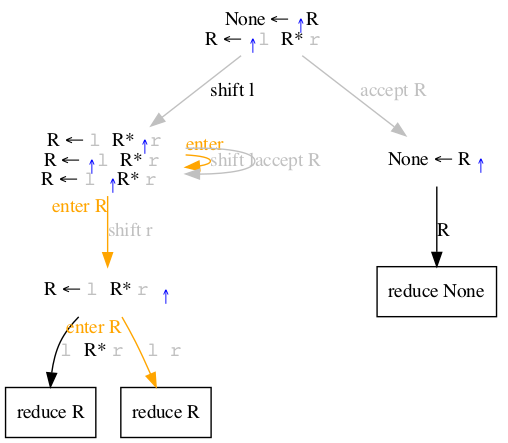 None ← ↑R
R ← ↑l R* r
shift l
accept R
R ← l R* ↑r
R ← ↑l R* r
R ← l ↑R* r
enter
shift l
accept R
None ← R ↑
enter R
shift r
R
R ← l R* r ↑
reduce None
enter R
l R* r
l r
reduce R
reduce R